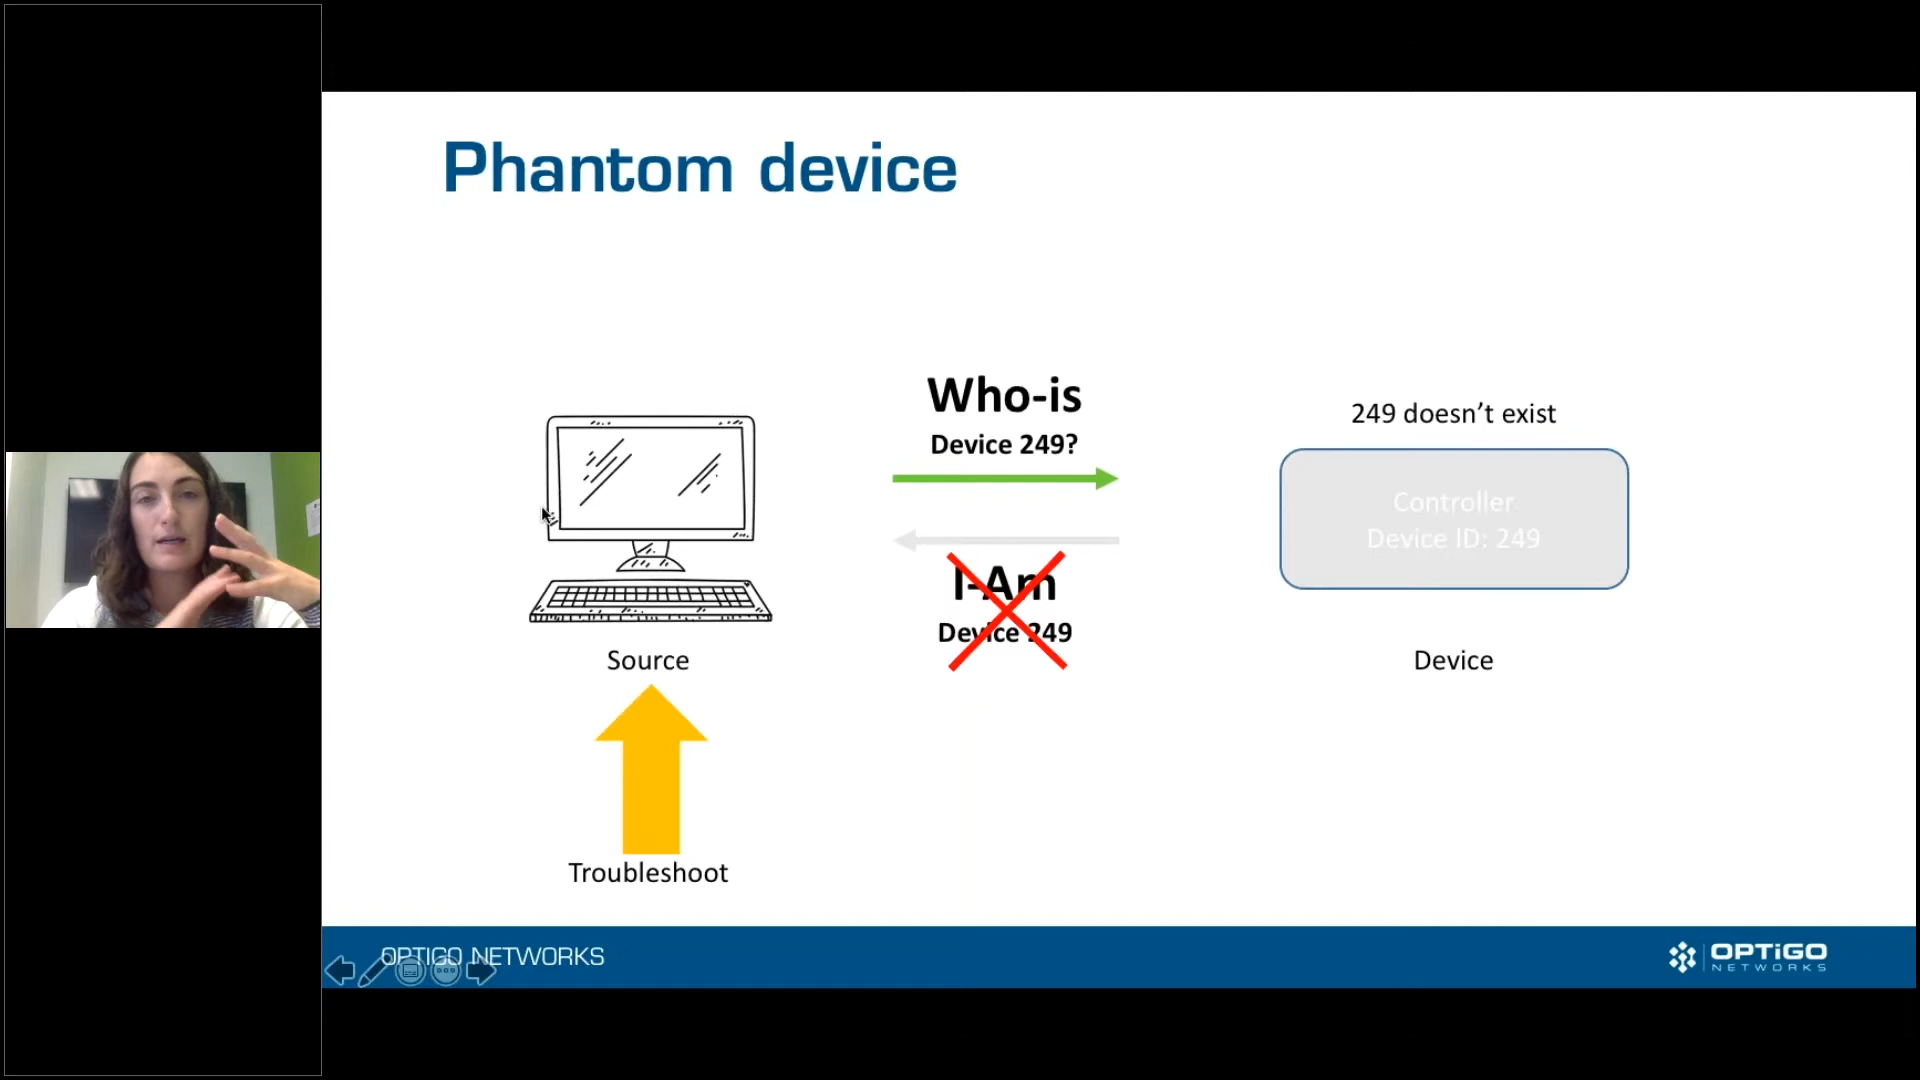 Phantom device
Who-is
Device 249?
249 doesn’t exist
Controller
Device ID: 249
I-Am
Device 249
Source
Device
Troubleshoot
OPTIGO NETWORKS
OPTiGO
NETWORKS